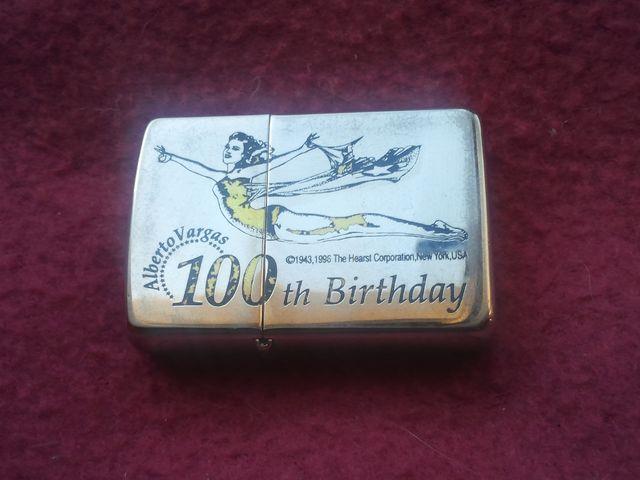 ©1943,1996 The Hearst Corporation,New York,USA
Alberto Vargas
100th Birthday